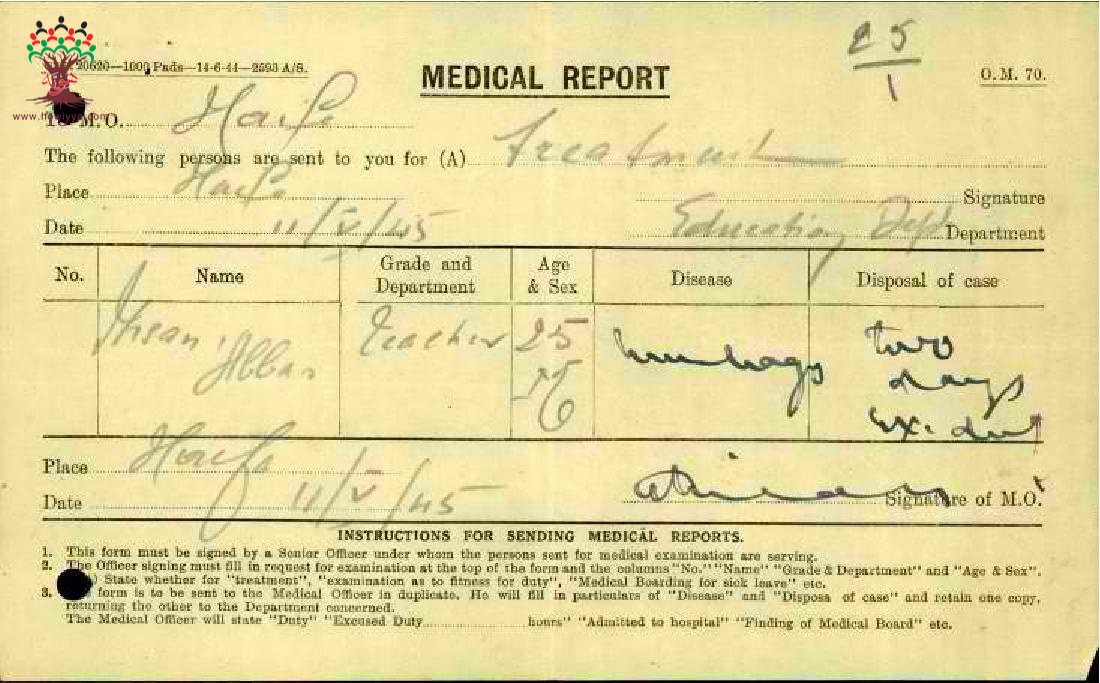 25
1
20620—1000 Pads—14-6-44—2593 A/S.
MEDICAL REPORT
O.M. 70.
www.
.com
To M.O. Haifa
The following persons are sent to you for (A) treatment
Place Haifa Signature
Date 11/V/45 Education Dept Department
No. Name Grade and Department Age & Sex Disease Disposal of case
Ihsan Abbas teacher 25 lumbago two days ex. duty
Place Haifa
Date 11/V/45 Signature of M.O.
INSTRUCTIONS FOR SENDING MEDICAL REPORTS.
1. This form must be signed by a Senior Officer under whom the persons sent for medical examination are serving.
2. The Officer signing must fill in request for examination at the top of the form and the columns "No." "Name" "Grade & Department" and "Age & Sex".
) State whether for "treatment", "examination as to fitness for duty", "Medical Boarding for sick leave" etc.
3. form is to be sent to the Medical Officer in duplicate. He will fill in particulars of "Disease" and "Disposa of case" and retain one copy,
returning the other to the Department concerned.
The Medical Officer will state "Duty" "Excused Duty hours" "Admitted to hospital" "Finding of Medical Board" etc.